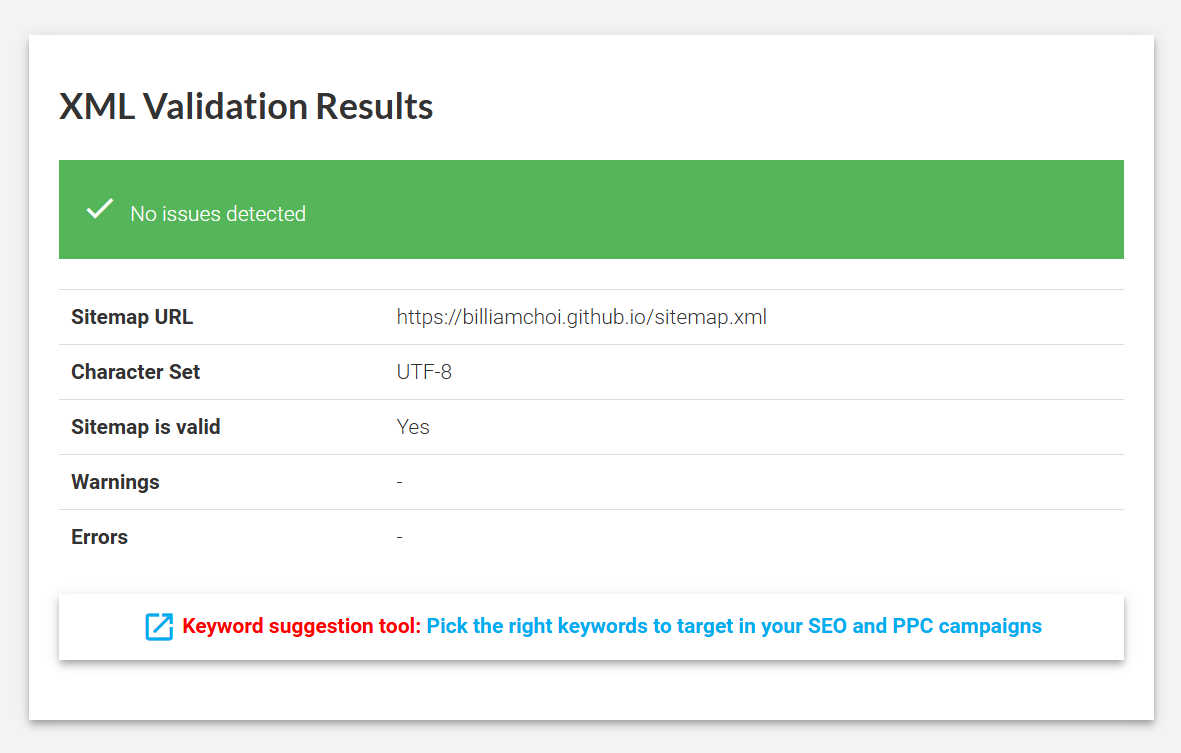 XML Validation Results
No issues detected
Sitemap URL https://billiamchoi.github.io/sitemap.xml
Character Set UTF-8
Sitemap is valid Yes
Warnings -
Errors -
Keyword suggestion tool: Pick the right keywords to target in your SEO and PPC campaigns